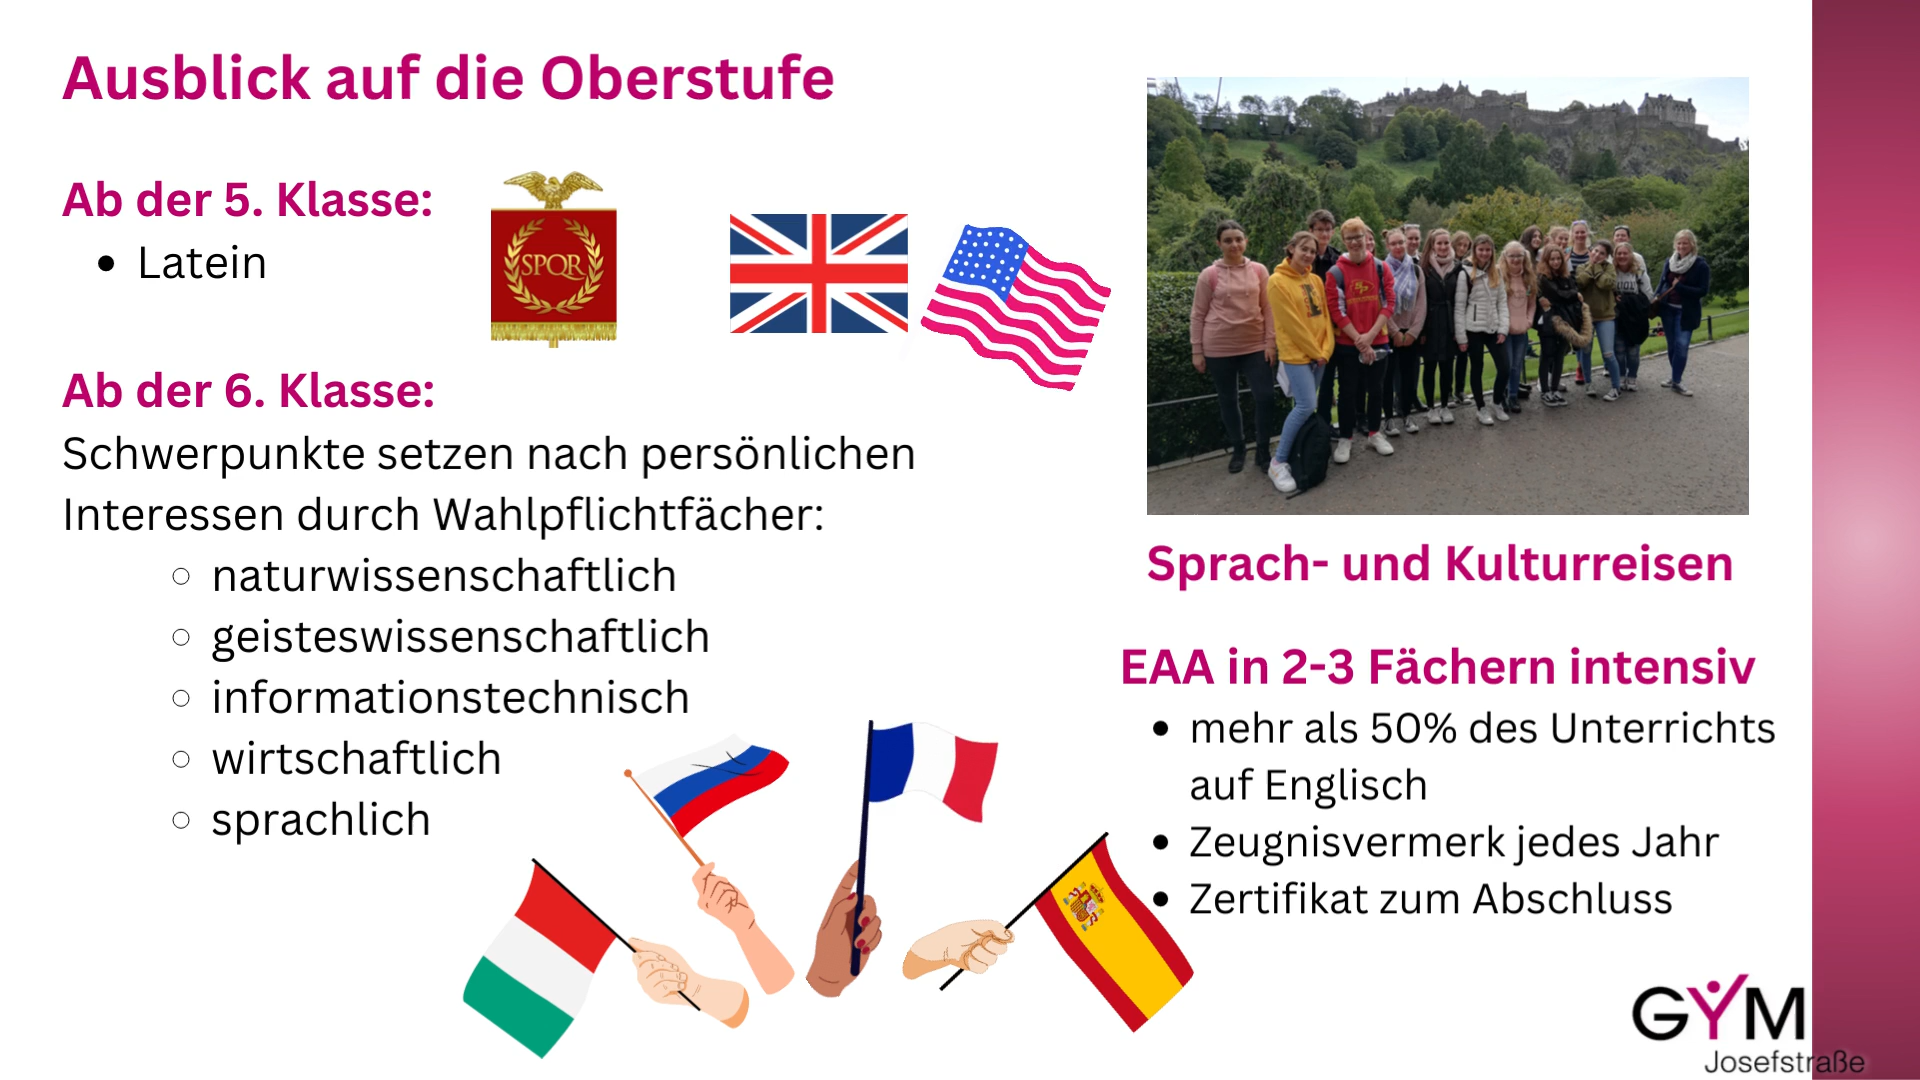 Ausblick auf die Oberstufe
Ab der 5. Klasse:
• Latein
SPQR
Ab der 6. Klasse:
Schwerpunkte setzen nach persönlichen
Interessen durch Wahlpflichtfächer:
○ naturwissenschaftlich
○ geisteswissenschaftlich
○ informationstechnisch
○ wirtschaftlich
○ sprachlich
Sprach- und Kulturreisen
EAA in 2-3 Fächern intensiv
• mehr als 50% des Unterrichts
auf Englisch
• Zeugnisvermerk jedes Jahr
• Zertifikat zum Abschluss
GYM
Josefstraße